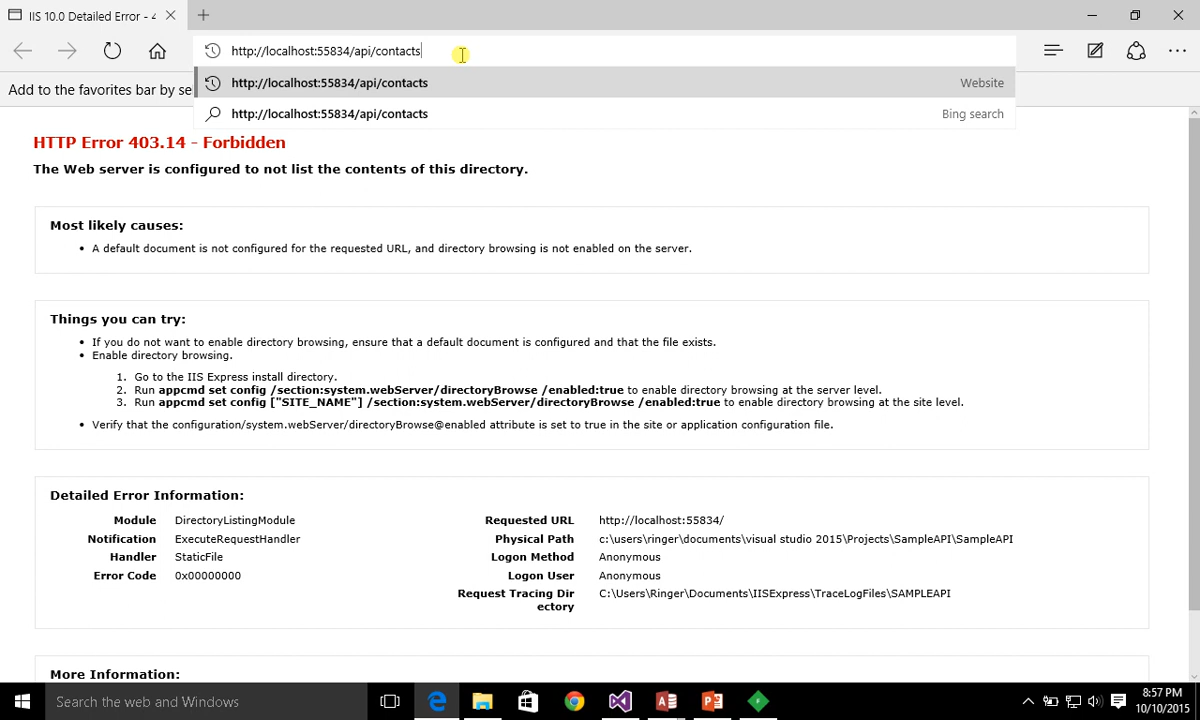 IIS 10.0 Detailed Error - 4
http://localhost:55834/api/contacts
http://localhost:55834/api/contacts Website
http://localhost:55834/api/contacts Bing search
Add to the favorites bar by se
HTTP Error 403.14 - Forbidden
The Web server is configured to not list the contents of this directory.
Most likely causes:
• A default document is not configured for the requested URL, and directory browsing is not enabled on the server.
Things you can try:
• If you do not want to enable directory browsing, ensure that a default document is configured and that the file exists.
• Enable directory browsing.
1. Go to the IIS Express install directory.
2. Run appcmd set config /section:system.webServer/directoryBrowse /enabled:true to enable directory browsing at the server level.
3. Run appcmd set config ["SITE_NAME"] /section:system.webServer/directoryBrowse /enabled:true to enable directory browsing at the site level.
• Verify that the configuration/system.webServer/directoryBrowse@enabled attribute is set to true in the site or application configuration file.
Detailed Error Information:
Module DirectoryListingModule
Notification ExecuteRequestHandler
Handler StaticFile
Error Code 0x00000000
Requested URL http://localhost:55834/
Physical Path c:\users\ringer\documents\visual studio 2015\Projects\SampleAPI\SampleAPI
Logon Method Anonymous
Logon User Anonymous
Request Tracing Dir C:\Users\Ringer\Documents\IISExpress\TraceLogFiles\SAMPLEAPI
ectory
More Information:
Search the web and Windows
8:57 PM
10/10/2015